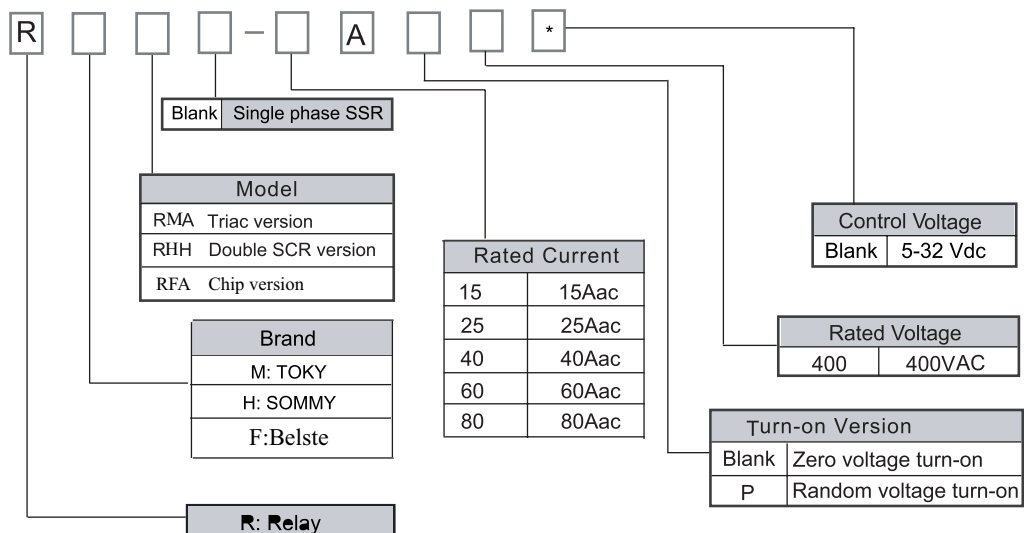 R – A *
Blank Single phase SSR
Model
RMA Triac version
RHH Double SCR version
RFA Chip version
Brand
M: TOKY
H: SOMMY
F:Belste
R: Relay
Rated Current
15 15Aac
25 25Aac
40 40Aac
60 60Aac
80 80Aac
Control Voltage
Blank 5-32 Vdc
Rated Voltage
400 400VAC
Turn-on Version
Blank Zero voltage turn-on
P Random voltage turn-on